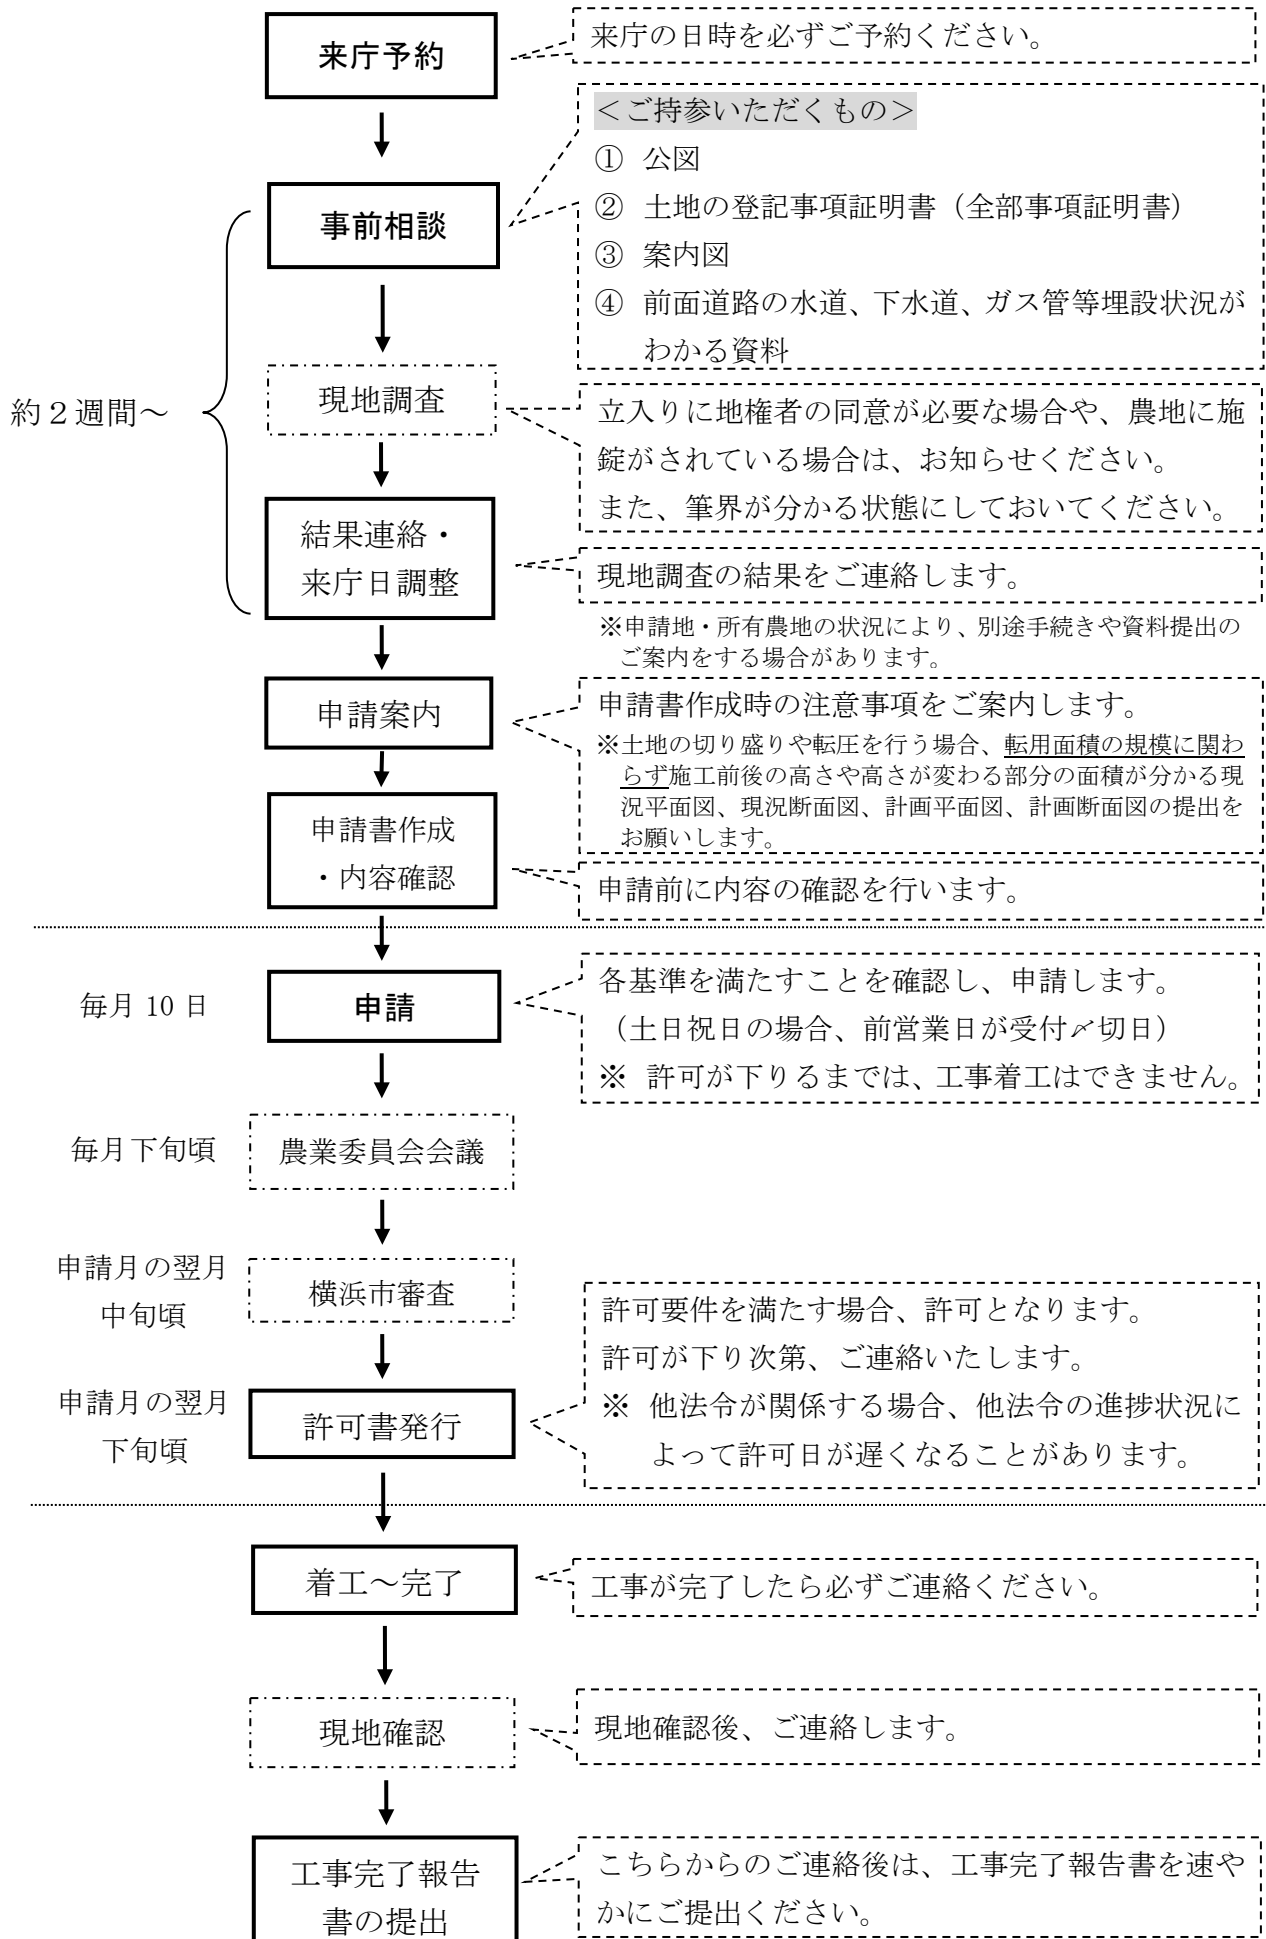 来庁予約
来庁の日時を必ずご予約ください。
＜ご持参いただくもの＞
① 公図
② 土地の登記事項証明書（全部事項証明書）
③ 案内図
④ 前面道路の水道、下水道、ガス管等埋設状況が
わかる資料
事前相談
約２週間～
現地調査
立入りに地権者の同意が必要な場合や、農地に施
錠がされている場合は、お知らせください。
また、筆界が分かる状態にしておいてください。
結果連絡・
来庁日調整
現地調査の結果をご連絡します。
※申請地・所有農地の状況により、別途手続きや資料提出の
ご案内をする場合があります。
申請案内
申請書作成時の注意事項をご案内します。
※土地の切り盛りや転圧を行う場合、転用面積の規模に関わ
らず施工前後の高さや高さが変わる部分の面積が分かる現
況平面図、現況断面図、計画平面図、計画断面図の提出を
お願いします。
申請書作成
・内容確認
申請前に内容の確認を行います。
毎月 10 日
申請
各基準を満たすことを確認し、申請します。
（土日祝日の場合、前営業日が受付〆切日）
※ 許可が下りるまでは、工事着工はできません。
毎月下旬頃
農業委員会会議
申請月の翌月
中旬頃
横浜市審査
申請月の翌月
下旬頃
許可書発行
許可要件を満たす場合、許可となります。
許可が下り次第、ご連絡いたします。
※ 他法令が関係する場合、他法令の進捗状況に
よって許可日が遅くなることがあります。
着工～完了
工事が完了したら必ずご連絡ください。
現地確認
現地確認後、ご連絡します。
工事完了報告
書の提出
こちらからのご連絡後は、工事完了報告書を速や
かにご提出ください。